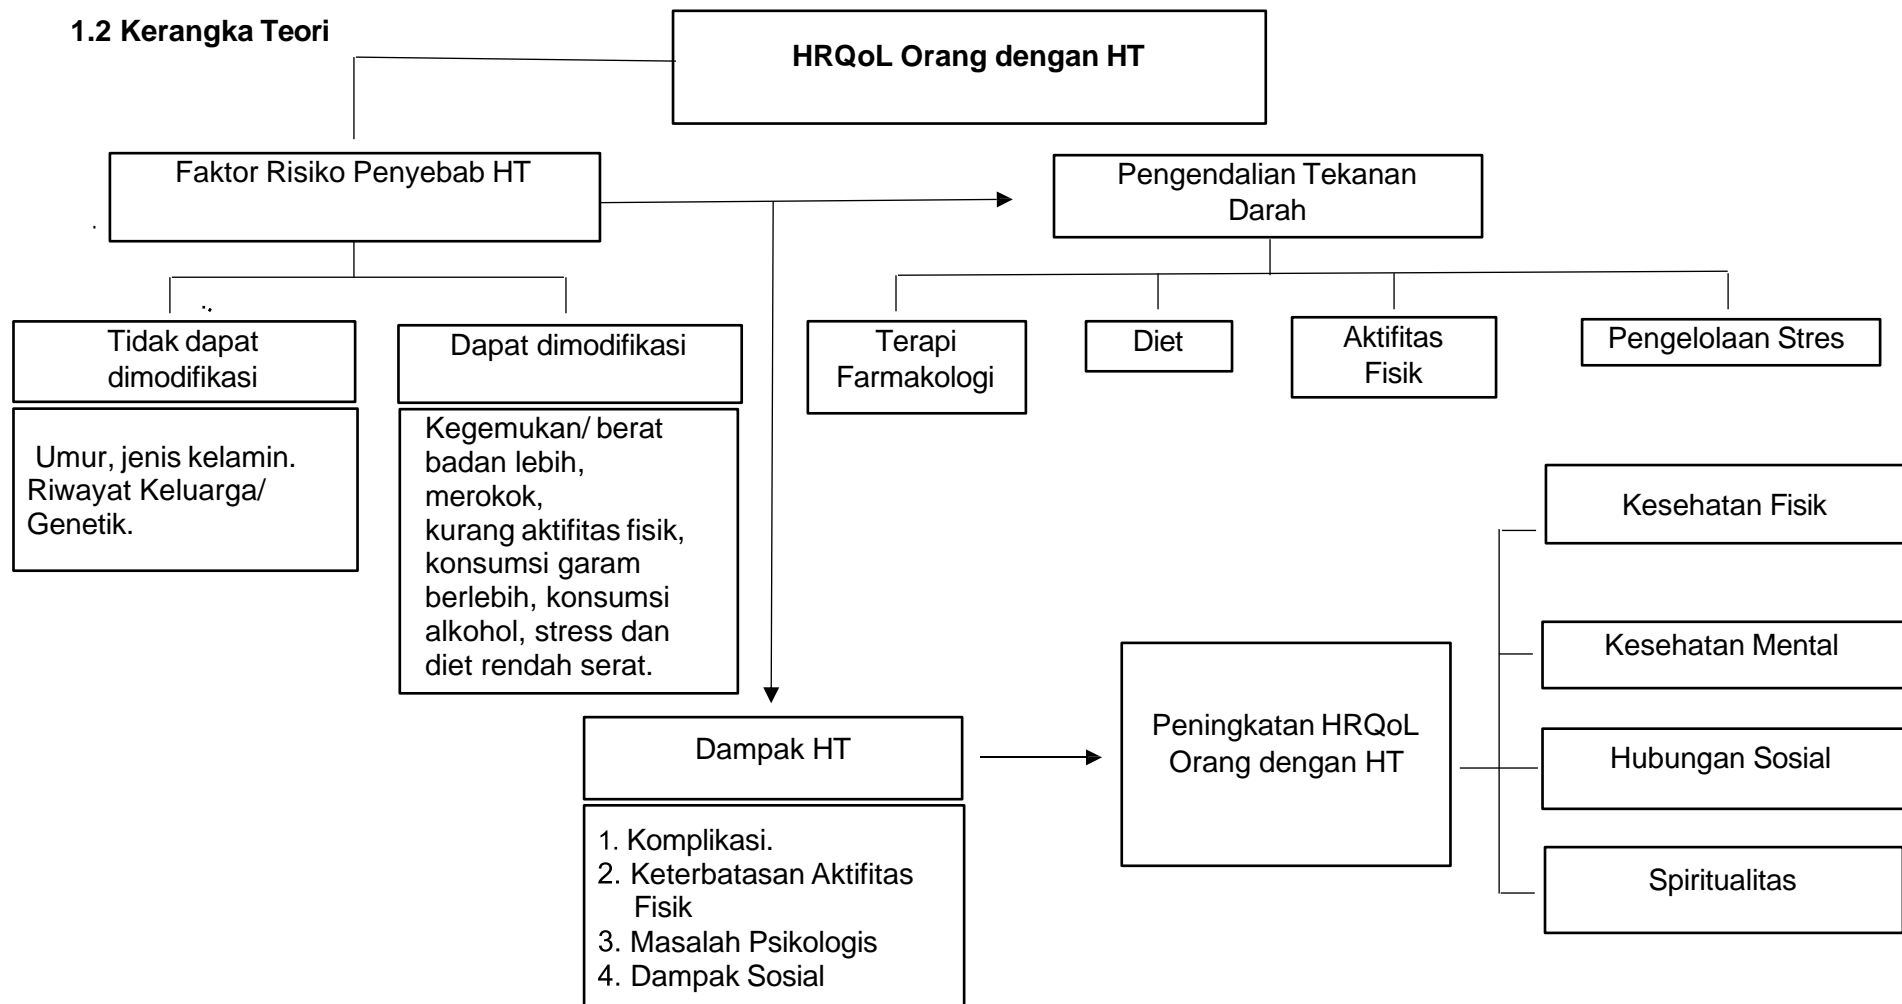 1.2 Kerangka Teori
HRQoL Orang dengan HT
Faktor Risiko Penyebab HT
Pengendalian Tekanan
Darah
Tidak dapat
dimodifikasi
Dapat dimodifikasi
Terapi
Farmakologi
Diet
Aktifitas
Fisik
Pengelolaan Stres
Umur, jenis kelamin.
Riwayat Keluarga/
Genetik.
Kegemukan/ berat
badan lebih,
merokok,
kurang aktifitas fisik,
konsumsi garam
berlebih, konsumsi
alkohol, stress dan
diet rendah serat.
Dampak HT
1. Komplikasi.
2. Keterbatasan Aktifitas
Fisik
3. Masalah Psikologis
4. Dampak Sosial
Peningkatan HRQoL
Orang dengan HT
Kesehatan Fisik
Kesehatan Mental
Hubungan Sosial
Spiritualitas